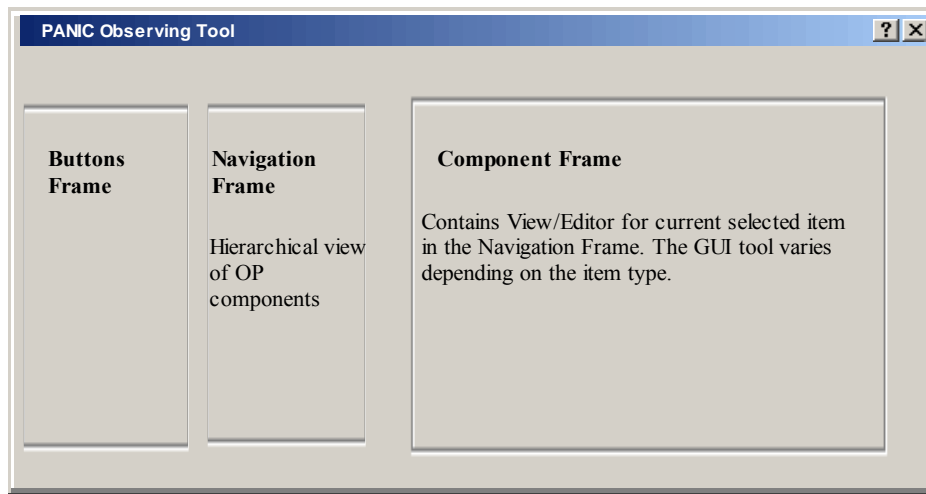 PANIC Observing Tool
?
Buttons
Frame
Navigation
Frame
Hierarchical view
of OP
components
Component Frame
Contains View/Editor for current selected item
in the Navigation Frame. The GUI tool varies
depending on the item type.